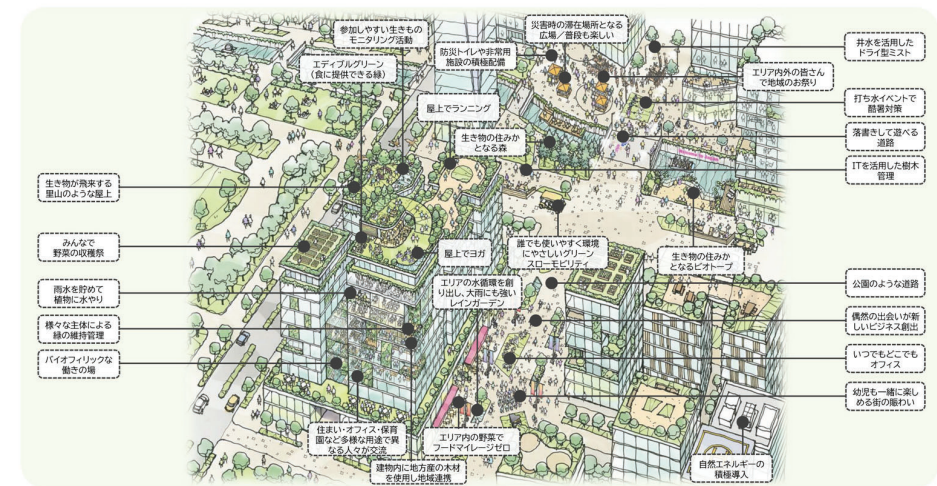 参加しやすい生きもの
モニタリング活動
エディブルグリーン
（食に提供できる緑）
屋上でランニング
防災トイレや非常用
施設の積極配備
災害時の滞在場所となる
広場／普段も楽しい
生き物の住みか
となる森
井水を活用した
ドライ型ミスト
エリア内外の皆さん
で地域のお祭り
打ち水イベントで
酷暑対策
落書きして遊べる
道路
ITを活用した樹木
管理
生き物が飛来する
里山のような屋上
みんなで
野菜の収穫祭
雨水を貯めて
植物に水やり
様々な主体による
緑の維持管理
バイオフィリックな
働きの場
屋上でヨガ
誰でも使いやすく環境
にやさしいグリーン
スローモビリティ
生き物の住みか
となるビオトープ
エリアの水循環を創
り出し、大雨にも強い
レインガーデン
公園のような道路
偶然の出会いが新
しいビジネス創出
いつでもどこでも
オフィス
幼児も一緒に楽し
める街の賑わい
住まい・オフィス・保育
園など多様な用途で異
なる人々が交流
エリア内の野菜で
フードマイレージゼロ
建物内に地方産の木材
を使用し地域連携
自然エネルギーの
積極導入